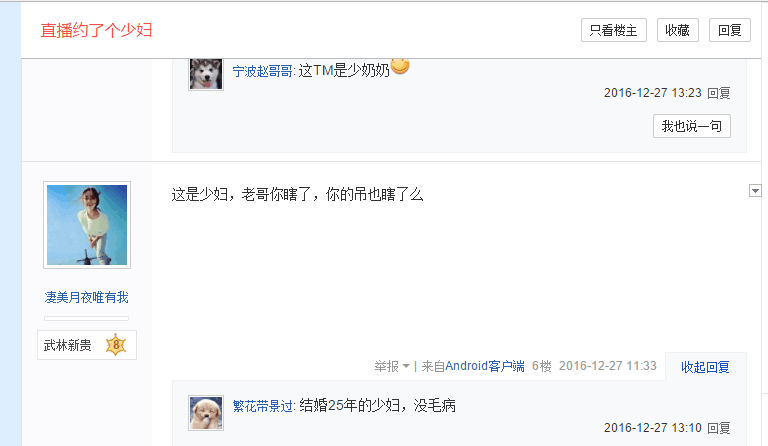 直播约了个少妇
只看楼主
收藏
回复
宁波赵哥哥: 这TM是少奶奶
2016-12-27 13:23 回复
我也说一句
这是少妇，老哥你瞎了，你的吊也瞎了么
凄美月夜唯有我
武林新贵 8
举报 | 来自Android客户端 6楼 2016-12-27 11:33 收起回复
繁花带景过: 结婚25年的少妇，没毛病
2016-12-27 13:10 回复